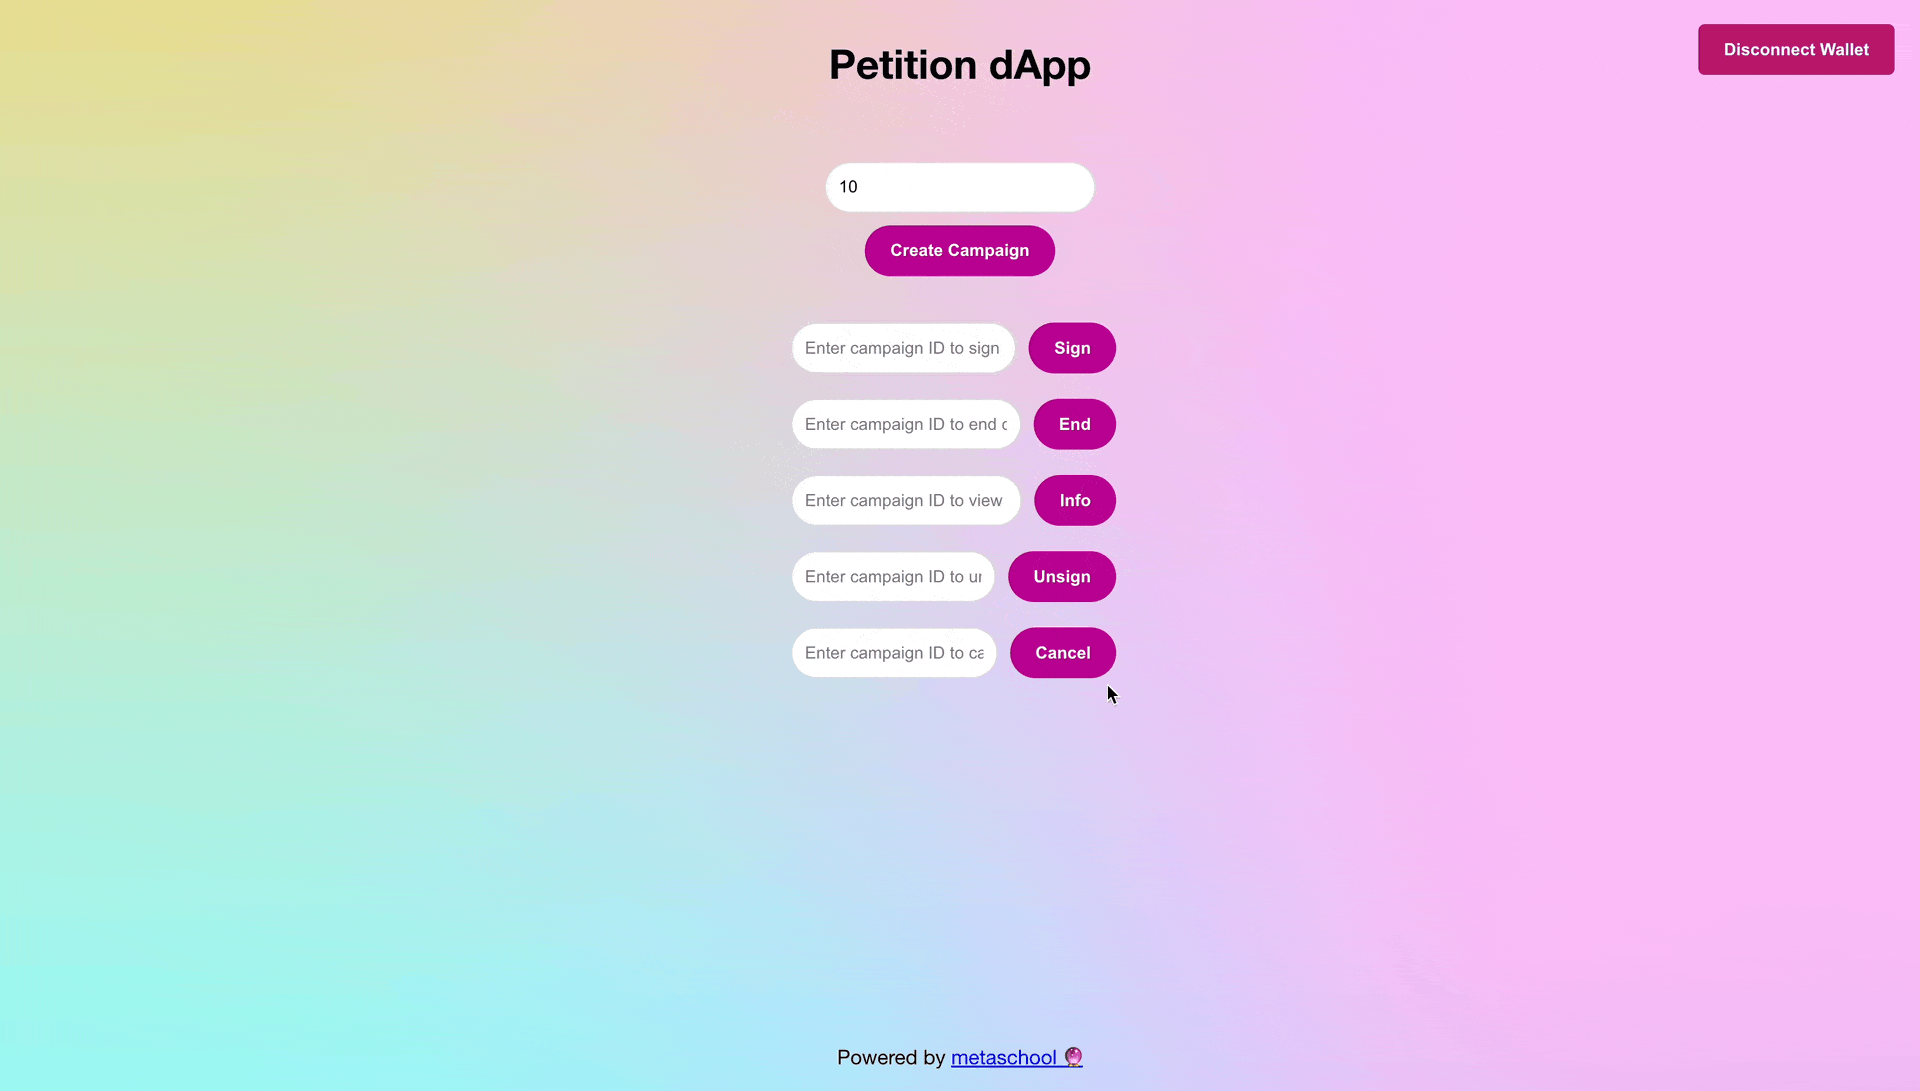 Petition dApp
Disconnect Wallet
10
Create Campaign
Enter campaign ID to sign
Sign
Enter campaign ID to end
End
Enter campaign ID to view
Info
Enter campaign ID to
Unsign
Enter campaign ID to
Cancel
Powered by metaschool 🔮